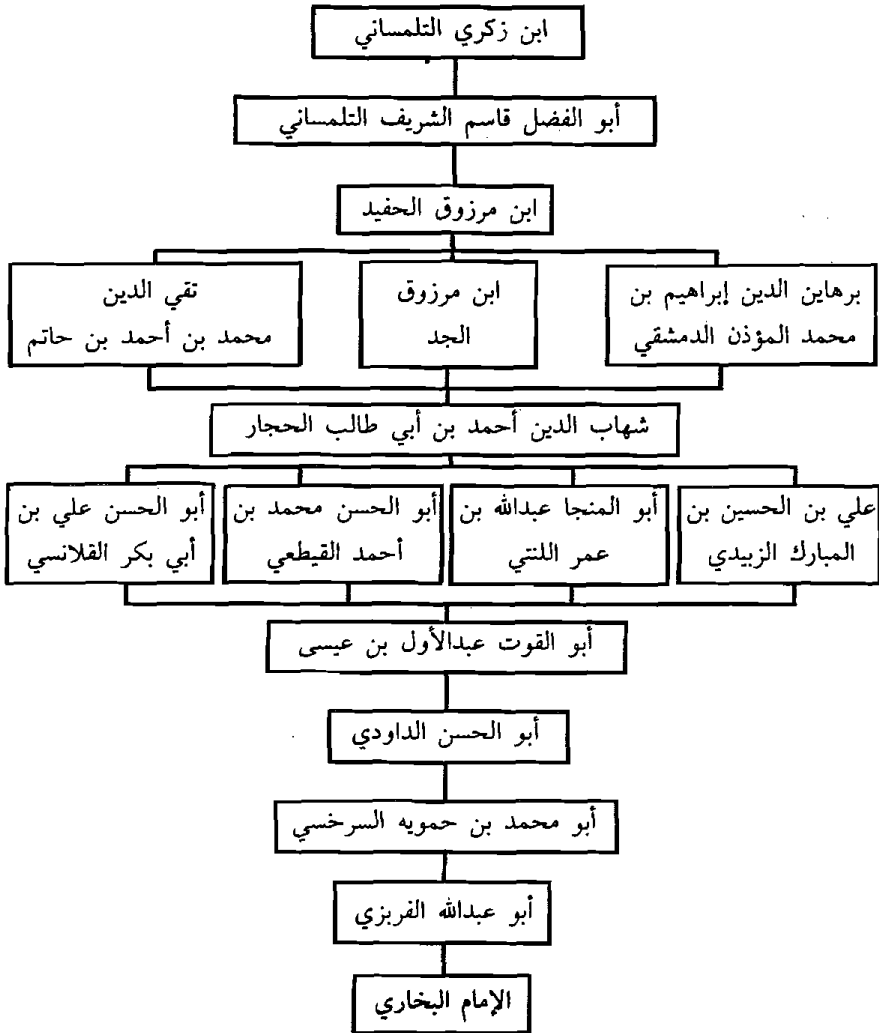 ابن زكري التلمساني
أبو الفضل قاسم الشريف التلمساني
ابن مرزوق الحفيد
برهاين الدين إبراهيم بن
محمد المؤذن الدمشقي
ابن مرزوق
الجد
تقي الدين
محمد بن أحمد بن حاتم
شهاب الدين أحمد بن أبي طالب الحجار
علي بن الحسين بن
المبارك الزبيدي
أبو المنجا عبدالله بن
عمر اللتي
أبو الحسن محمد بن
أحمد القيطعي
أبو الحسن علي بن
أبي بكر القلانسي
أبو القوت عبدالأول بن عيسى
أبو الحسن الداودي
أبو محمد بن حمويه السرخسي
أبو عبدالله الفربزي
الإمام البخاري